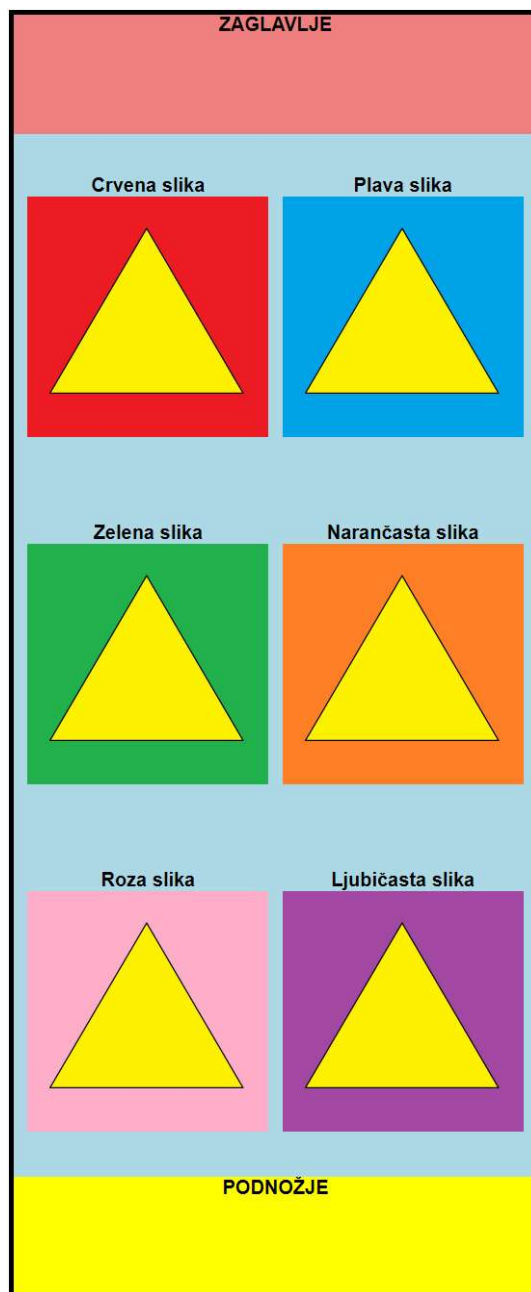 ZAGLAVLJE
Crvena slika
Plava slika
Zelena slika
Narančasta slika
Roza slika
Ljubičasta slika
PODNOŽJE